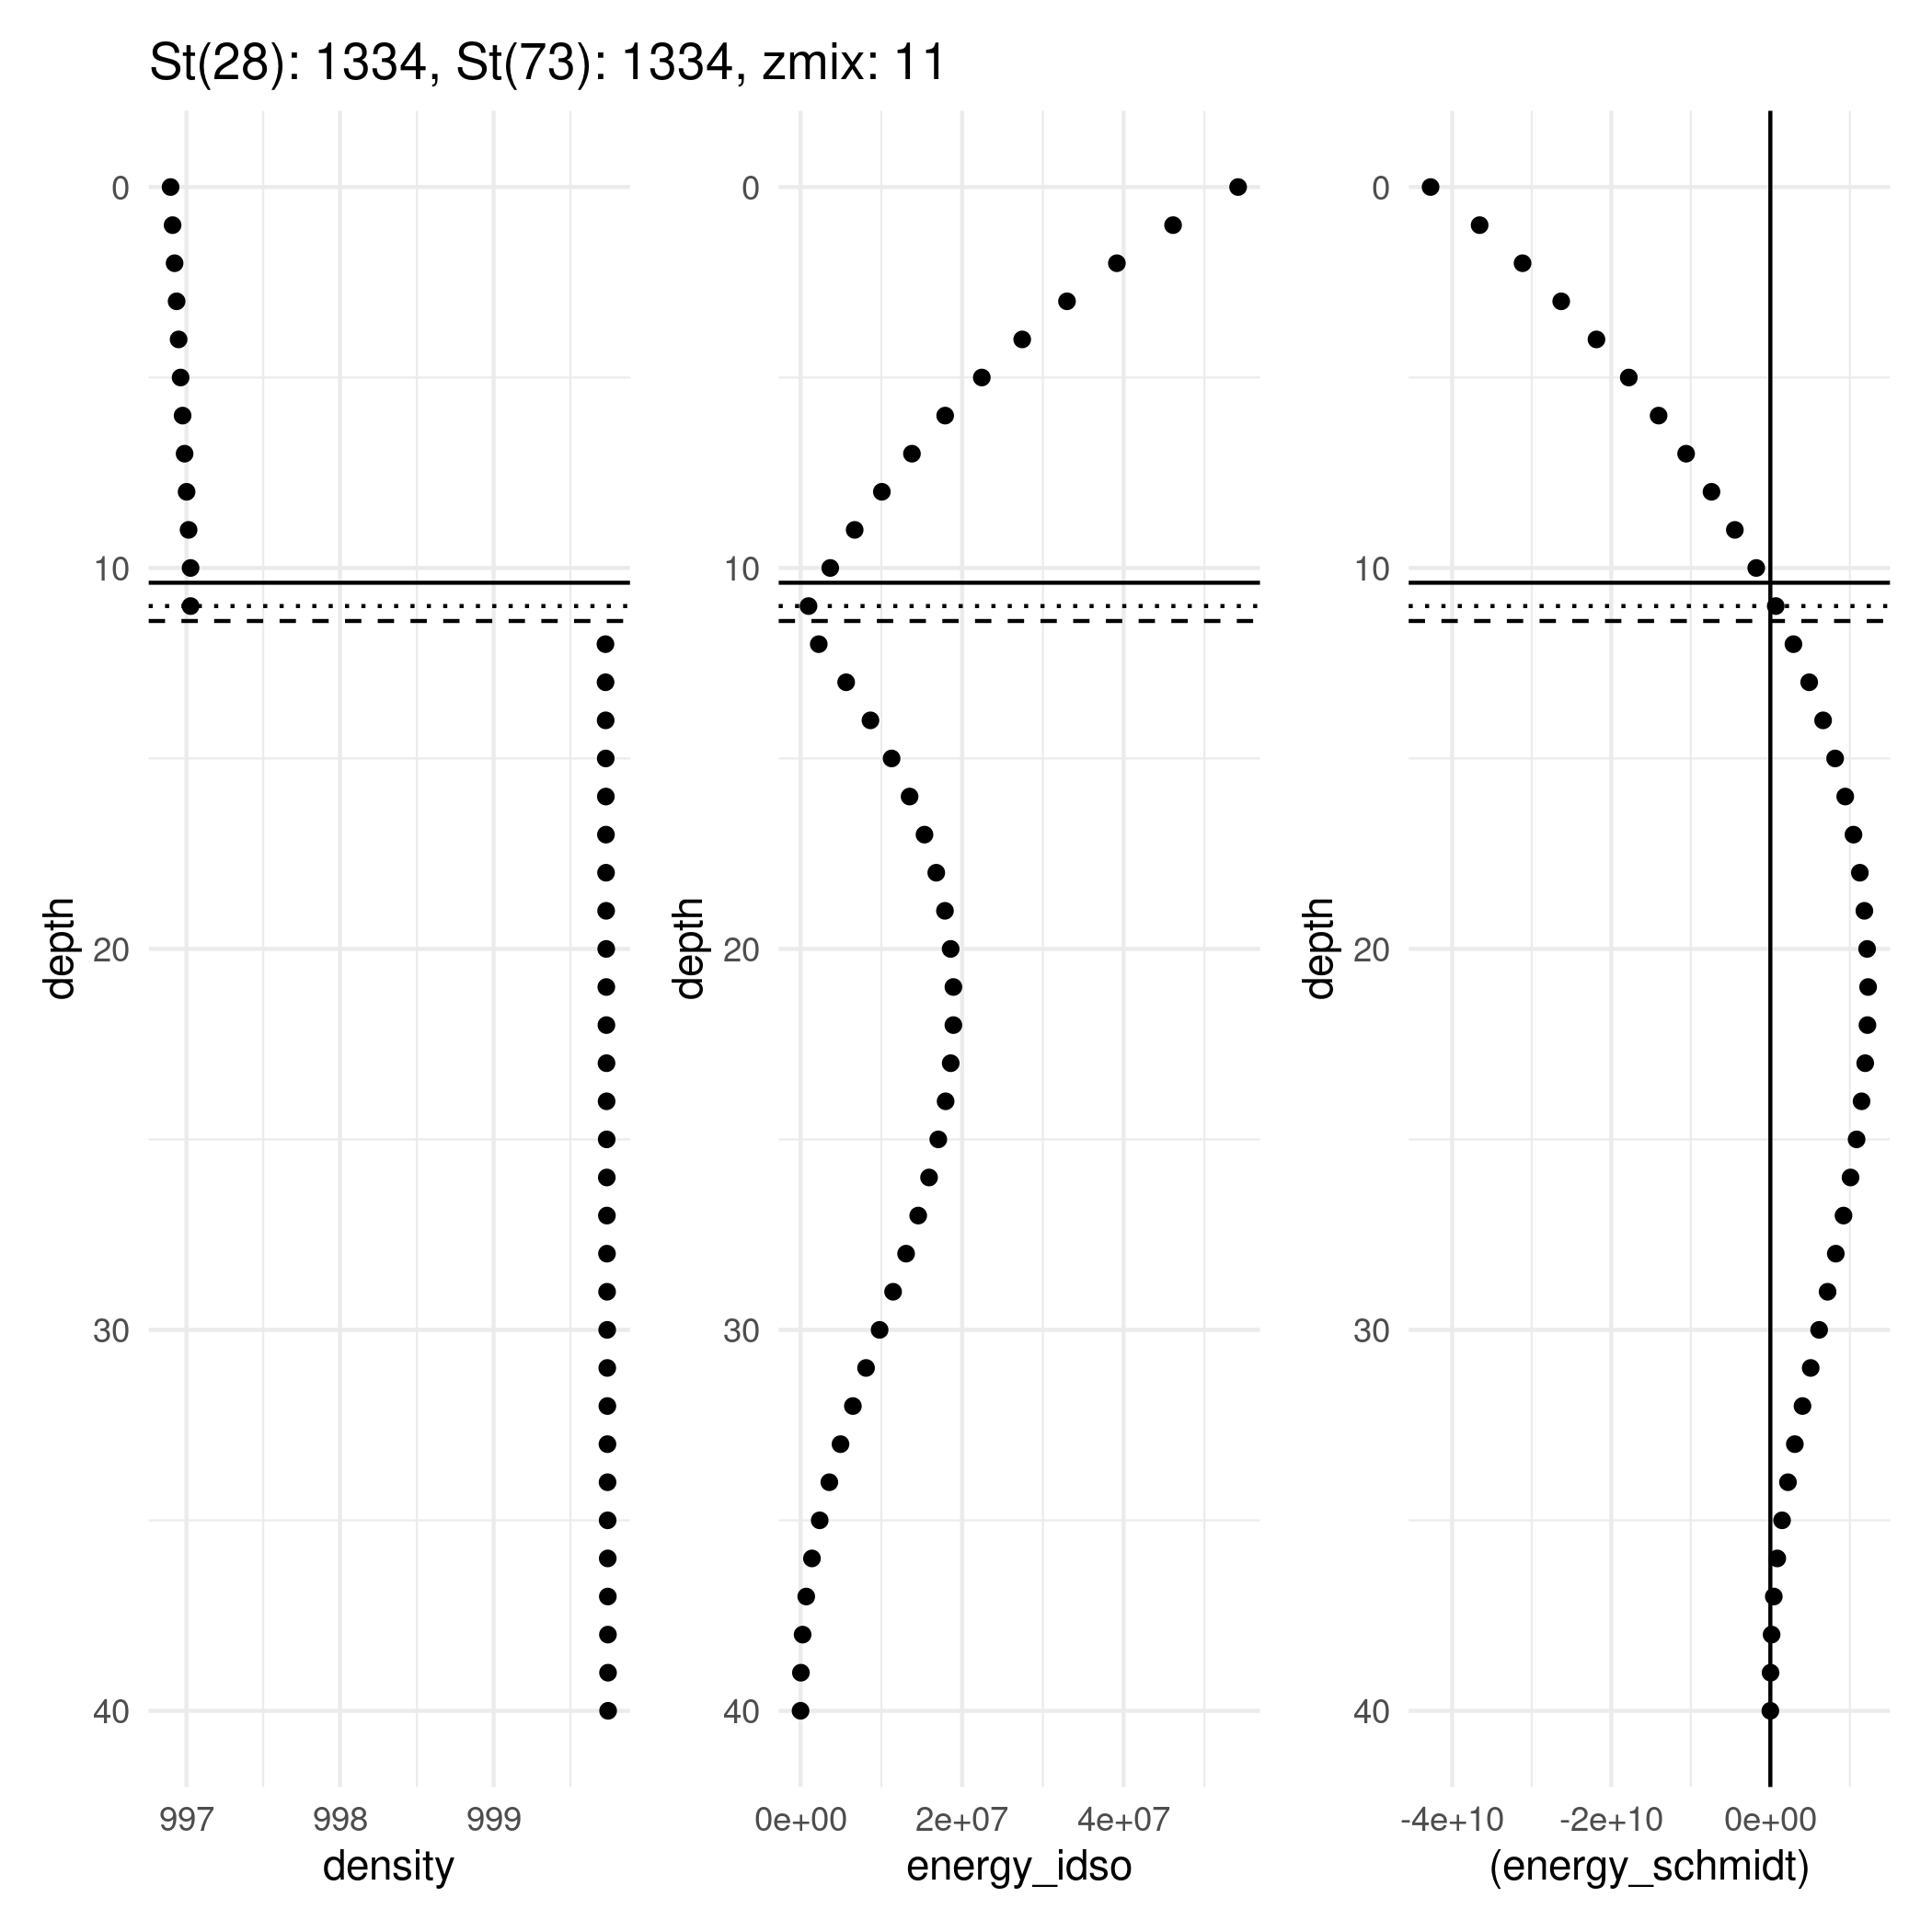 St(28): 1334, St(73): 1334, zmix: 11
depth
0
10
20
30
40
997 998 999
density
depth
0
10
20
30
40
0e+00 2e+07 4e+07
energy_idso
depth
0
10
20
30
40
-4e+10 -2e+10 0e+00
(energy_schmidt)